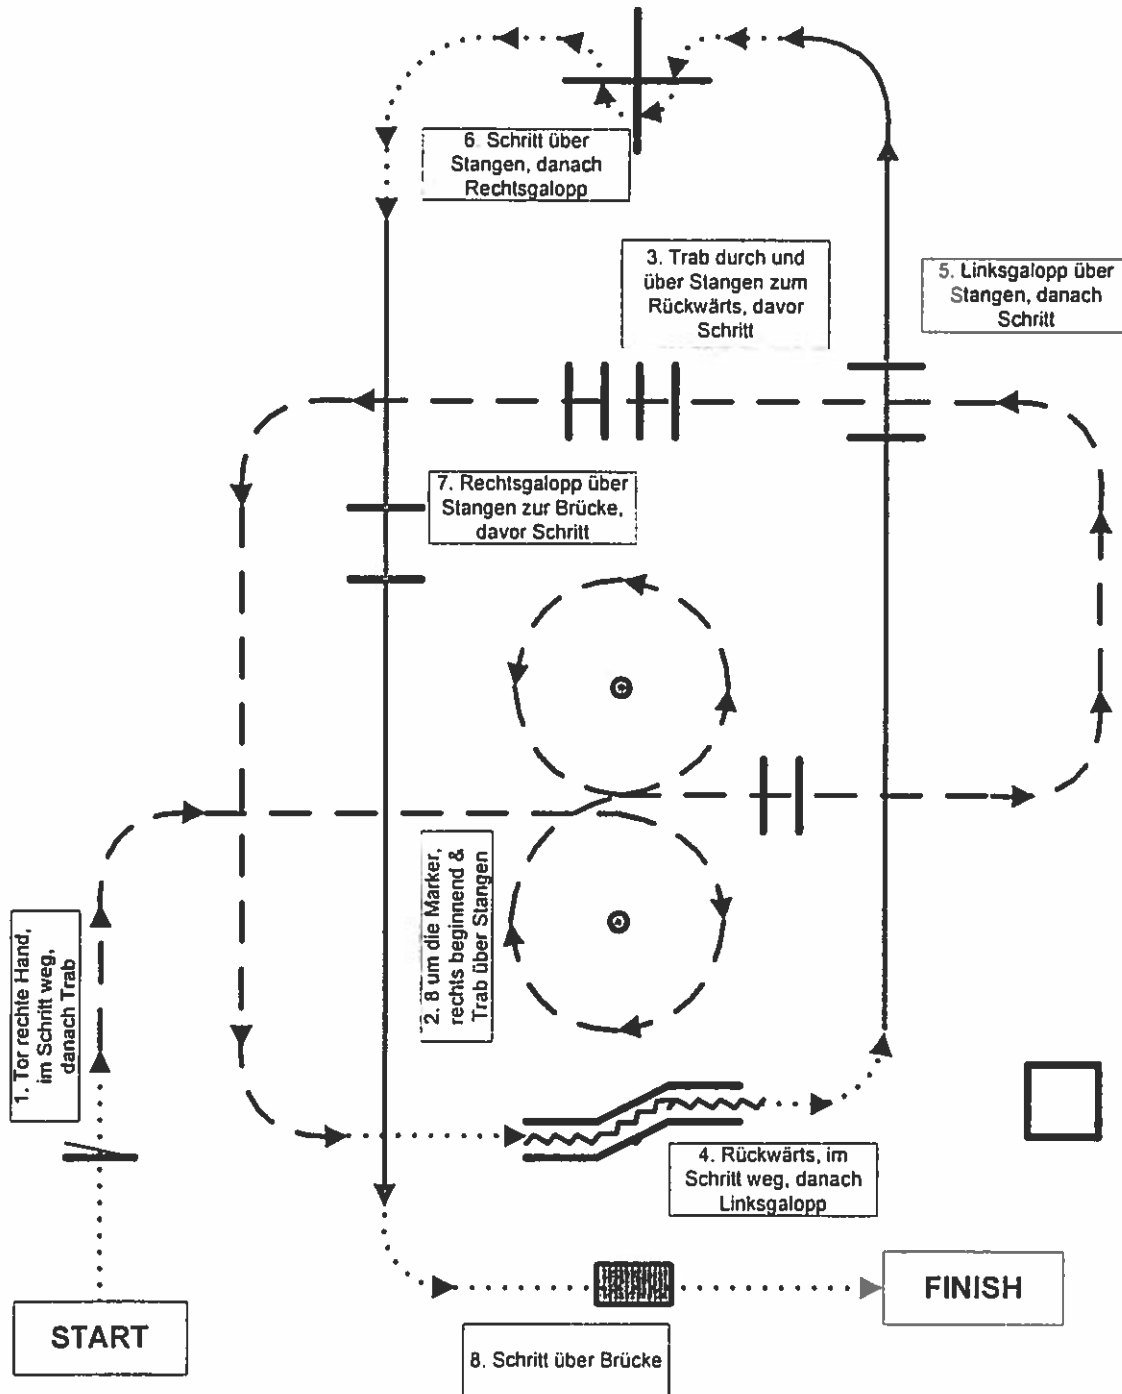 6. Schritt über
Stangen, danach
Rechtsgalopp
3. Trab durch und
über Stangen zum
Rückwärts, davor
Schritt
5. Linksgalopp über
Stangen, danach
Schritt
7. Rechtsgalopp über
Stangen zur Brücke,
davor Schritt
2. 8 um die Marker,
rechts beginnend &
Trab über Stangen
1. Tor rechte Hand,
im Schritt weg,
danach Trab
4. Rückwärts, im
Schritt weg, danach
Linksgalopp
START
FINISH
8. Schritt über Brücke